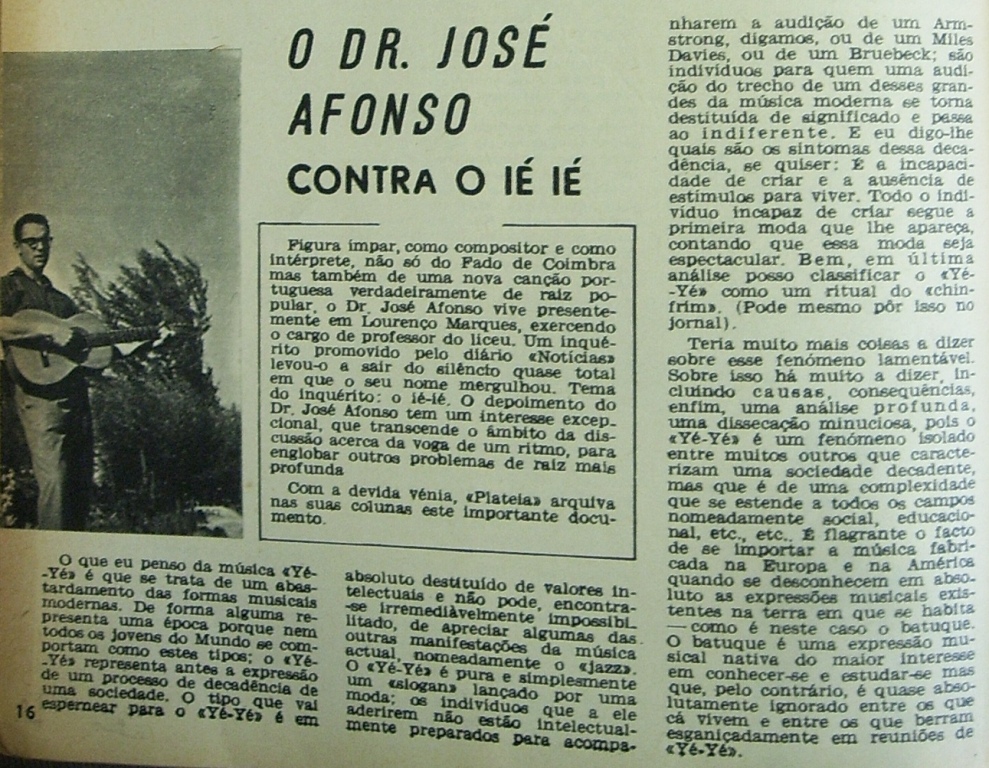 O DR. JOSÉ
AFONSO
CONTRA O IÉ IÉ
Figura ímpar, como compositor e como
intérprete, não só do Fado de Coimbra
mas também de uma nova canção por-
tuguesa verdadeiramente de raiz po-
pular, o Dr. José Afonso vive presente-
mente em Lourenço Marques, exercendo
o cargo de professor do liceu. Um inqué-
rito promovido pelo diário «Notícias»
levou-o a sair do silêncio quase total
em que o seu nome mergulhou. Tema
do inquérito: o ié-ié. O depoimento do
Dr. José Afonso tem um interesse excep-
cional, que transcende o âmbito da dis-
cussão acerca da voga de um ritmo, para
englobar outros problemas de raiz mais
profunda
Com a devida vénia, «Plateia» arquiva
nas suas colunas este importante docu-
mento.
O que eu penso da música «Yé-
-Yé» é que se trata de um abas-
tardamento das formas musicais
modernas. De forma alguma re-
presenta uma época porque nem
todos os jovens do Mundo se com-
portam como estes tipos; o «Yé-
-Yé» representa antes a expressão
de um processo de decadência de
uma sociedade. O tipo que vai
espernear para o «Yé-Yé» é em
16
absoluto destituído de valores in-
telectuais e não pode, encontra-
-se irremediàvelmente impossibi-
litado, de apreciar algumas das
outras manifestações da música
actual, nomeadamente o «jazz».
O «Yé-Yé» é pura e simplesmente
um «slogan» lançado por uma
moda; os indivíduos que a ele
aderirem não estão intelectual-
mente preparados para acompa-
nharem a audição de um Arm-
strong, digamos, ou de um Miles
Davies, ou de um Bruebeck; são
indivíduos para quem uma audi-
ção do trecho de um desses gran-
des da música moderna se torna
destituída de significado e passa
ao indiferente. E eu digo-lhe
quais são os sintomas dessa deca-
dência, se quiser: É a incapaci-
dade de criar e a ausência de
estímulos para viver. Todo o indi-
víduo incapaz de criar segue a
primeira moda que lhe apareça,
contando que essa moda seja
espectacular. Bem, em última
análise posso classificar o «Yé-
-Yé» como um ritual do «chin-
frim». (Pode mesmo pôr isso no
jornal).
Teria muito mais coisas a dizer
sobre esse fenómeno lamentável.
Sobre isso há muito a dizer, in-
cluindo causas, consequências,
enfim, uma análise profunda,
uma dissecação minuciosa, pois o
«Yé-Yé» é um fenómeno isolado
entre muitos outros que caracte-
rizam uma sociedade decadente,
mas que é de uma complexidade
que se estende a todos os campos
nomeadamente social, educacio-
nal, etc., etc.. É flagrante o facto
de se importar a música fabri-
cada na Europa e na América
quando se desconhecem em abso-
luto as expressões musicais exis-
tentes na terra em que se habita
—como é neste caso o batuque.
O batuque é uma expressão mu-
sical nativa do maior interesse
em conhecer-se e estudar-se mas
que, pelo contrário, é quase abso-
lutamente ignorado entre os que
cá vivem e entre os que berram
esganiçadamente em reuniões de
«Yé-Yé».